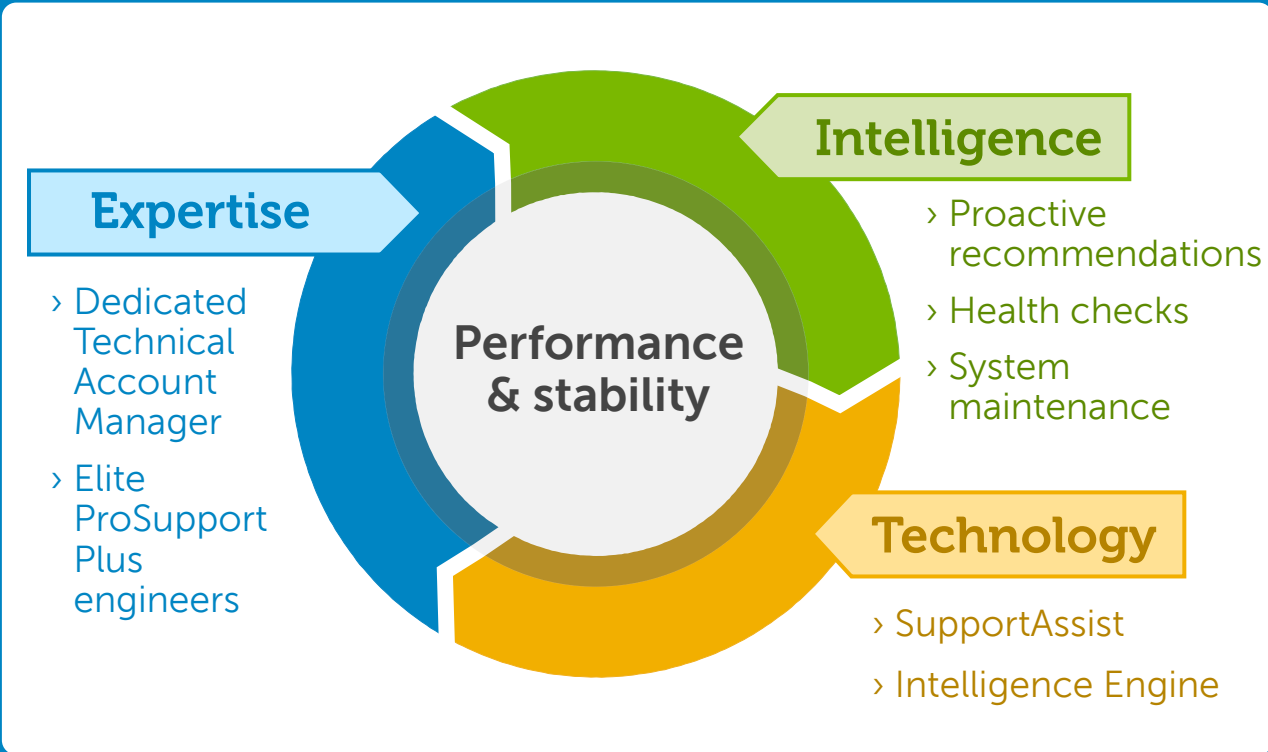 Expertise
› Dedicated
Technical
Account
Manager
› Elite
ProSupport
Plus
engineers
Performance
& stability
Intelligence
› Proactive
recommendations
› Health checks
› System
maintenance
Technology
› SupportAssist
› Intelligence Engine